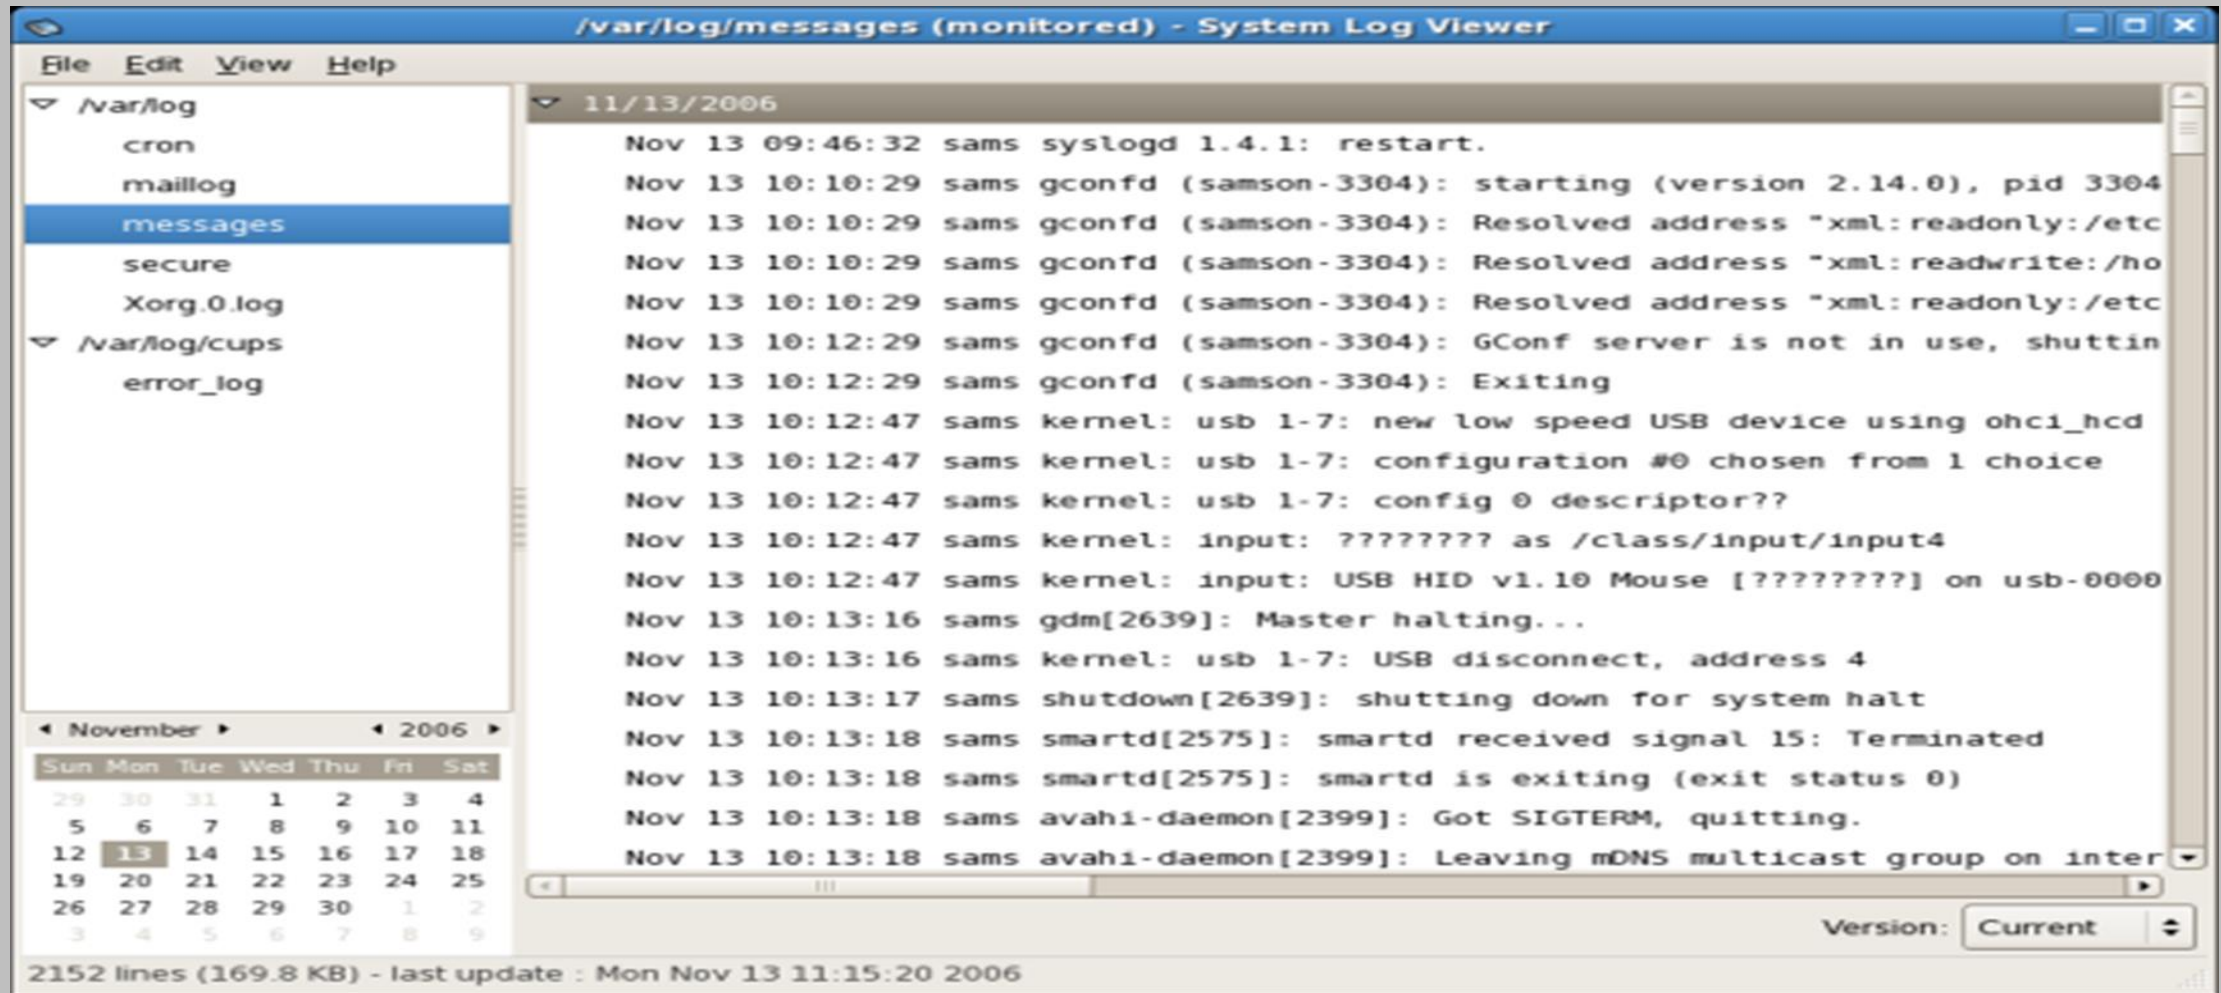 /var/log/messages (monitored) - System Log Viewer
File Edit View Help
/var/log
cron
maillog
messages
secure
Xorg.0.log
/var/log/cups
error_log
November 2006
Sun Mon Tue Wed Thu Fri Sat
29 30 31 1 2 3 4
5 6 7 8 9 10 11
12 13 14 15 16 17 18
19 20 21 22 23 24 25
26 27 28 29 30 1 2
3 4 5 6 7 8 9
11/13/2006
Nov 13 09:46:32 sams syslogd 1.4.1: restart.
Nov 13 10:10:29 sams gconfd (samson-3304): starting (version 2.14.0), pid 3304
Nov 13 10:10:29 sams gconfd (samson-3304): Resolved address "xml:readonly:/etc
Nov 13 10:10:29 sams gconfd (samson-3304): Resolved address "xml:readwrite:/ho
Nov 13 10:10:29 sams gconfd (samson-3304): Resolved address "xml:readonly:/etc
Nov 13 10:12:29 sams gconfd (samson-3304): GConf server is not in use, shuttin
Nov 13 10:12:29 sams gconfd (samson-3304): Exiting
Nov 13 10:12:47 sams kernel: usb 1-7: new low speed USB device using ohci_hcd
Nov 13 10:12:47 sams kernel: usb 1-7: configuration #0 chosen from 1 choice
Nov 13 10:12:47 sams kernel: usb 1-7: config 0 descriptor??
Nov 13 10:12:47 sams kernel: input: ???????? as /class/input/input4
Nov 13 10:12:47 sams kernel: input: USB HID v1.10 Mouse [????????] on usb-0000
Nov 13 10:13:16 sams gdm[2639]: Master halting...
Nov 13 10:13:16 sams kernel: usb 1-7: USB disconnect, address 4
Nov 13 10:13:17 sams shutdown[2639]: shutting down for system halt
Nov 13 10:13:18 sams smartd[2575]: smartd received signal 15: Terminated
Nov 13 10:13:18 sams smartd[2575]: smartd is exiting (exit status 0)
Nov 13 10:13:18 sams avahi-daemon[2399]: Got SIGTERM, quitting.
Nov 13 10:13:18 sams avahi-daemon[2399]: Leaving mDNS multicast group on inter
Version: Current
2152 lines (169.8 KB) - last update : Mon Nov 13 11:15:20 2006